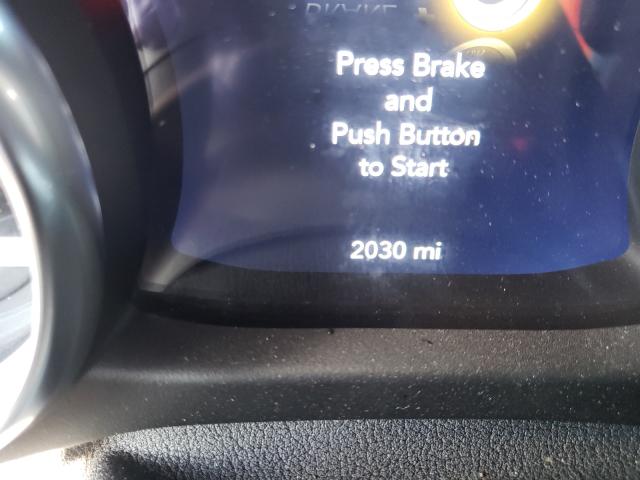 Press Brake
and
Push Button
to Start
2030 mi